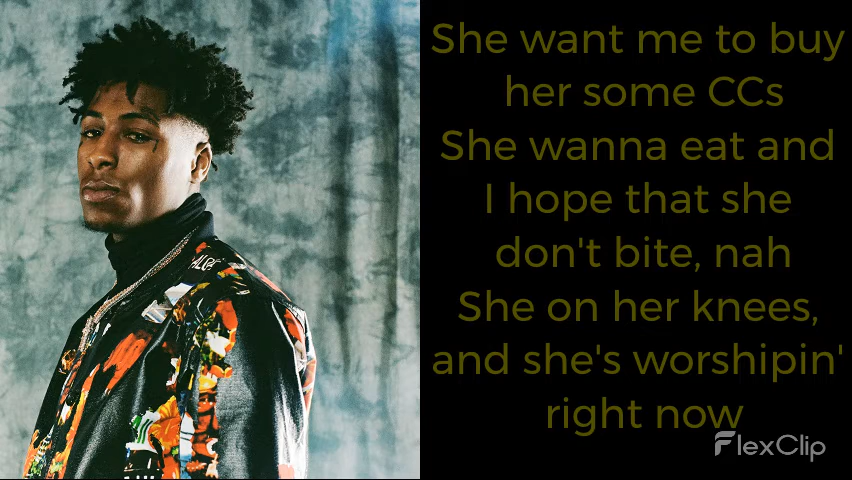 She want me to buy
her some CCs
She wanna eat and
I hope that she
don't bite, nah
She on her knees,
and she's worshipin'
right now
FlexClip